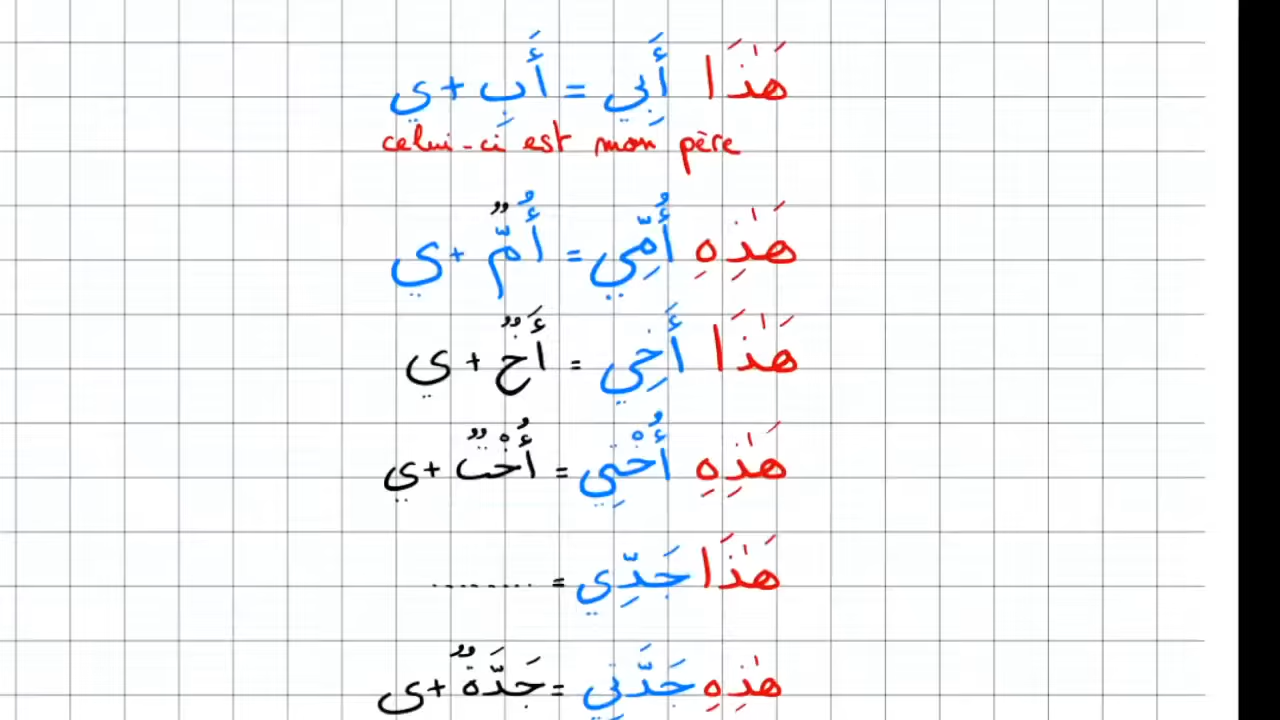 هَٰذَا أَبِي = أَبِ + ي
celui-ci est mon père
هَٰذِهِ أُمِّي = أُمٌّ + ي
هَٰذَا أَخِي = أَخٌ + ي
هَٰذِهِ أُخْتِي = أُخْتٌ + ي
هَٰذَا جَدِّي = ..........
هَٰذِهِ جَدَّتِي = جَدَّةٌ + ي